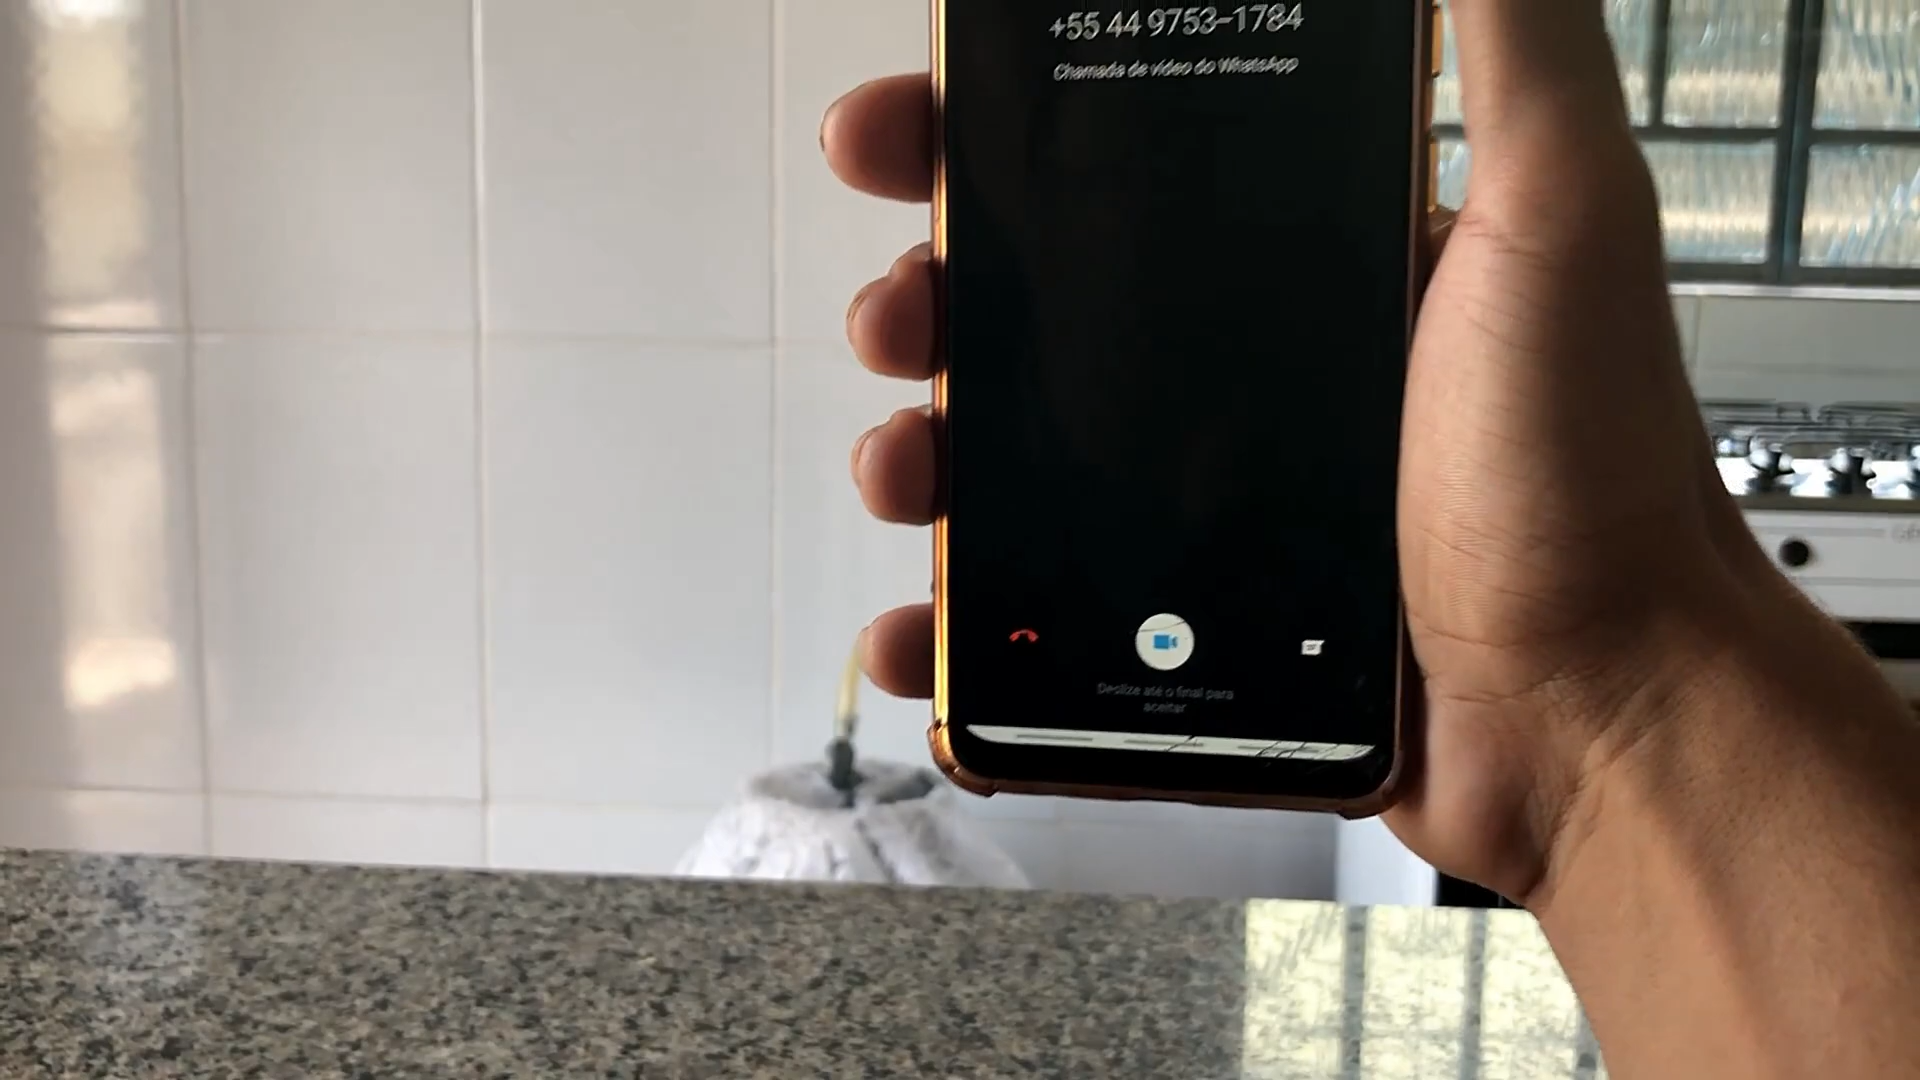 +55 44 9753-1784
Chamada de vídeo do WhatsApp
Deslize até o final para
aceitar